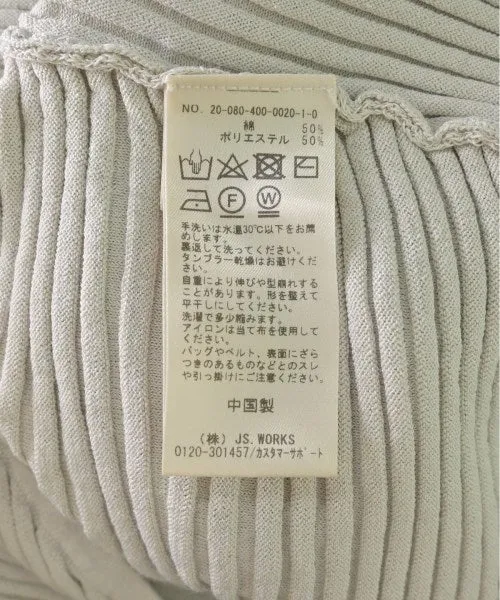 NO. 20-080-400-0020-1-0
綿 50%
ポリエステル 50%
F W
手洗いは水温30℃以下をお薦
めします。
裏返して洗ってください。
タンブラー乾燥はお避けくだ
さい。
自重により伸びや型崩れする
ことがあります。形を整えて
平干しにしてください。
洗濯で多少縮みます。
アイロンは当て布を使用して
ください。
バッグやベルト、表面にざら
つきのあるものなどとのスレ
や引っ掛けにご注意ください。
中国製
(株) JS.WORKS
0120-301457/カスタマーサポート